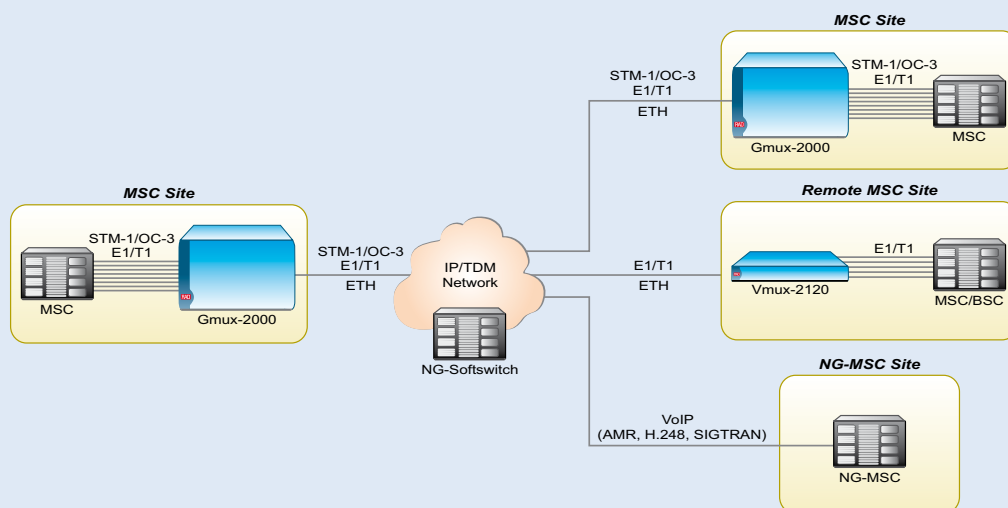 MSC Site
STM-1/OC-3
E1/T1
MSC
Gmux-2000
STM-1/OC-3
E1/T1
ETH
IP/TDM
Network
NG-Softswitch
STM-1/OC-3
E1/T1
ETH
MSC Site
STM-1/OC-3
E1/T1
Gmux-2000
MSC
E1/T1
ETH
Remote MSC Site
E1/T1
Vmux-2120
MSC/BSC
VoIP
(AMR, H.248, SIGTRAN)
NG-MSC Site
NG-MSC